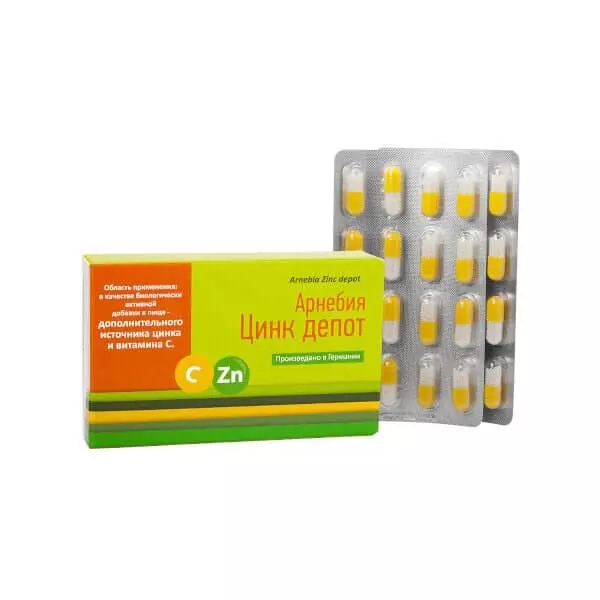 Область применения:
в качестве биологически
активной
добавки к пище –
дополнительного
источника цинка
и витамина С.
Arnebia Zinc depot
Арнебия
Цинк депот
Произведано в Германии
C Zn